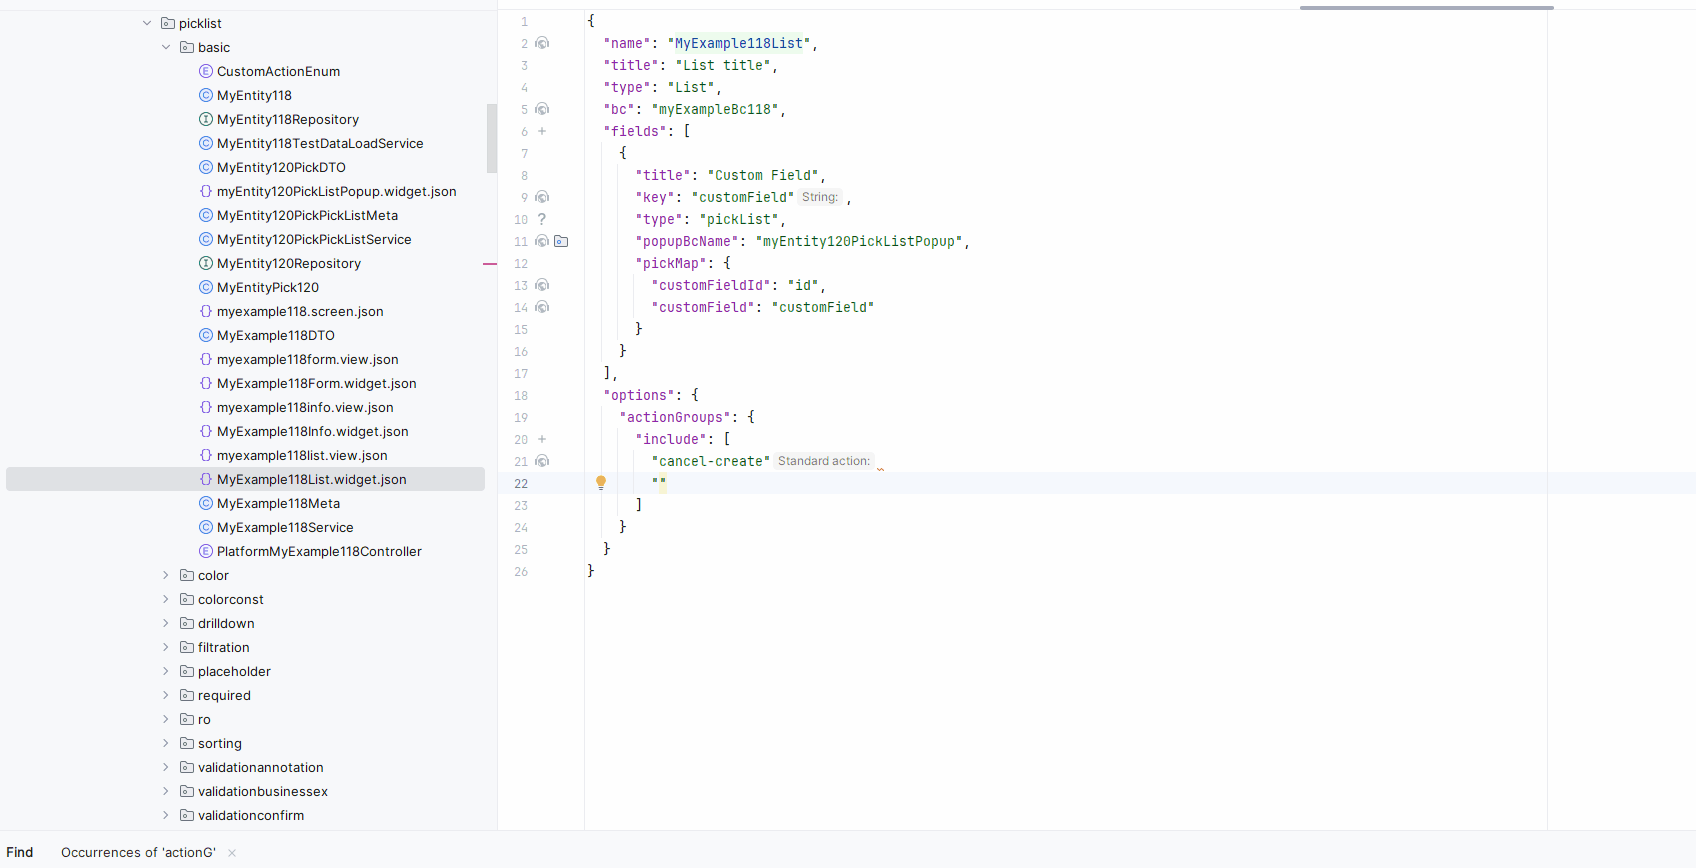 picklist
basic
CustomActionEnum
MyEntity118
MyEntity118Repository
MyEntity118TestDataLoadService
MyEntity120PickDTO
myEntity120PickListPopup.widget.json
MyEntity120PickPickListMeta
MyEntity120PickPickListService
MyEntity120Repository
MyEntityPick120
myexample118.screen.json
MyExample118DTO
myexample118form.view.json
MyExample118Form.widget.json
myexample118info.view.json
MyExample118Info.widget.json
myexample118list.view.json
MyExample118List.widget.json
MyExample118Meta
MyExample118Service
PlatformMyExample118Controller
color
colorconst
drilldown
filtration
placeholder
required
ro
sorting
validationannotation
validationbusinessex
validationconfirm
1 {
2 "name": "MyExample118List",
3 "title": "List title",
4 "type": "List",
5 "bc": "myExampleBc118",
6 "fields": [
7 {
8 "title": "Custom Field",
9 "key": "customField" String: ,
10 "type": "pickList",
11 "popupBcName": "myEntity120PickListPopup",
12 "pickMap": {
13 "customFieldId": "id",
14 "customField": "customField"
15 }
16 }
17 ],
18 "options": {
19 "actionGroups": {
20 "include": [
21 "cancel-create" Standard action:
22 ""
23 ]
24 }
25 }
26 }
Find Occurrences of 'actionG'